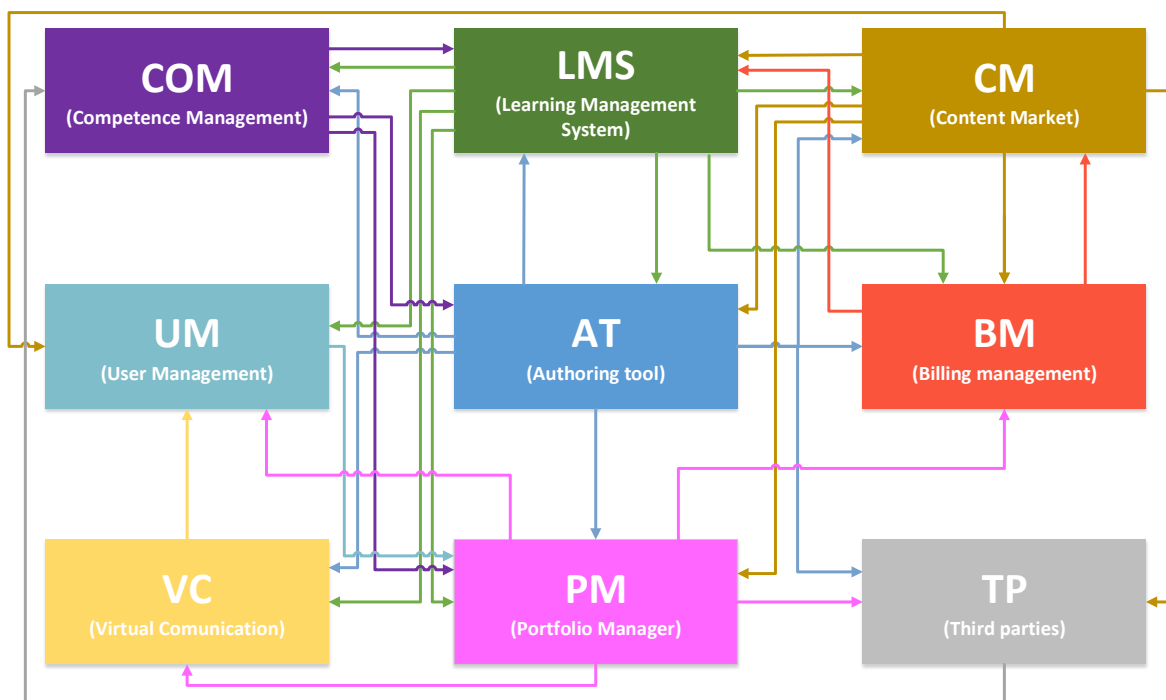 COM
(Competence Management)
LMS
(Learning Management
System)
CM
(Content Market)
UM
(User Management)
AT
(Authoring tool)
BM
(Billing management)
VC
(Virtual Comunication)
PM
(Portfolio Manager)
TP
(Third parties)